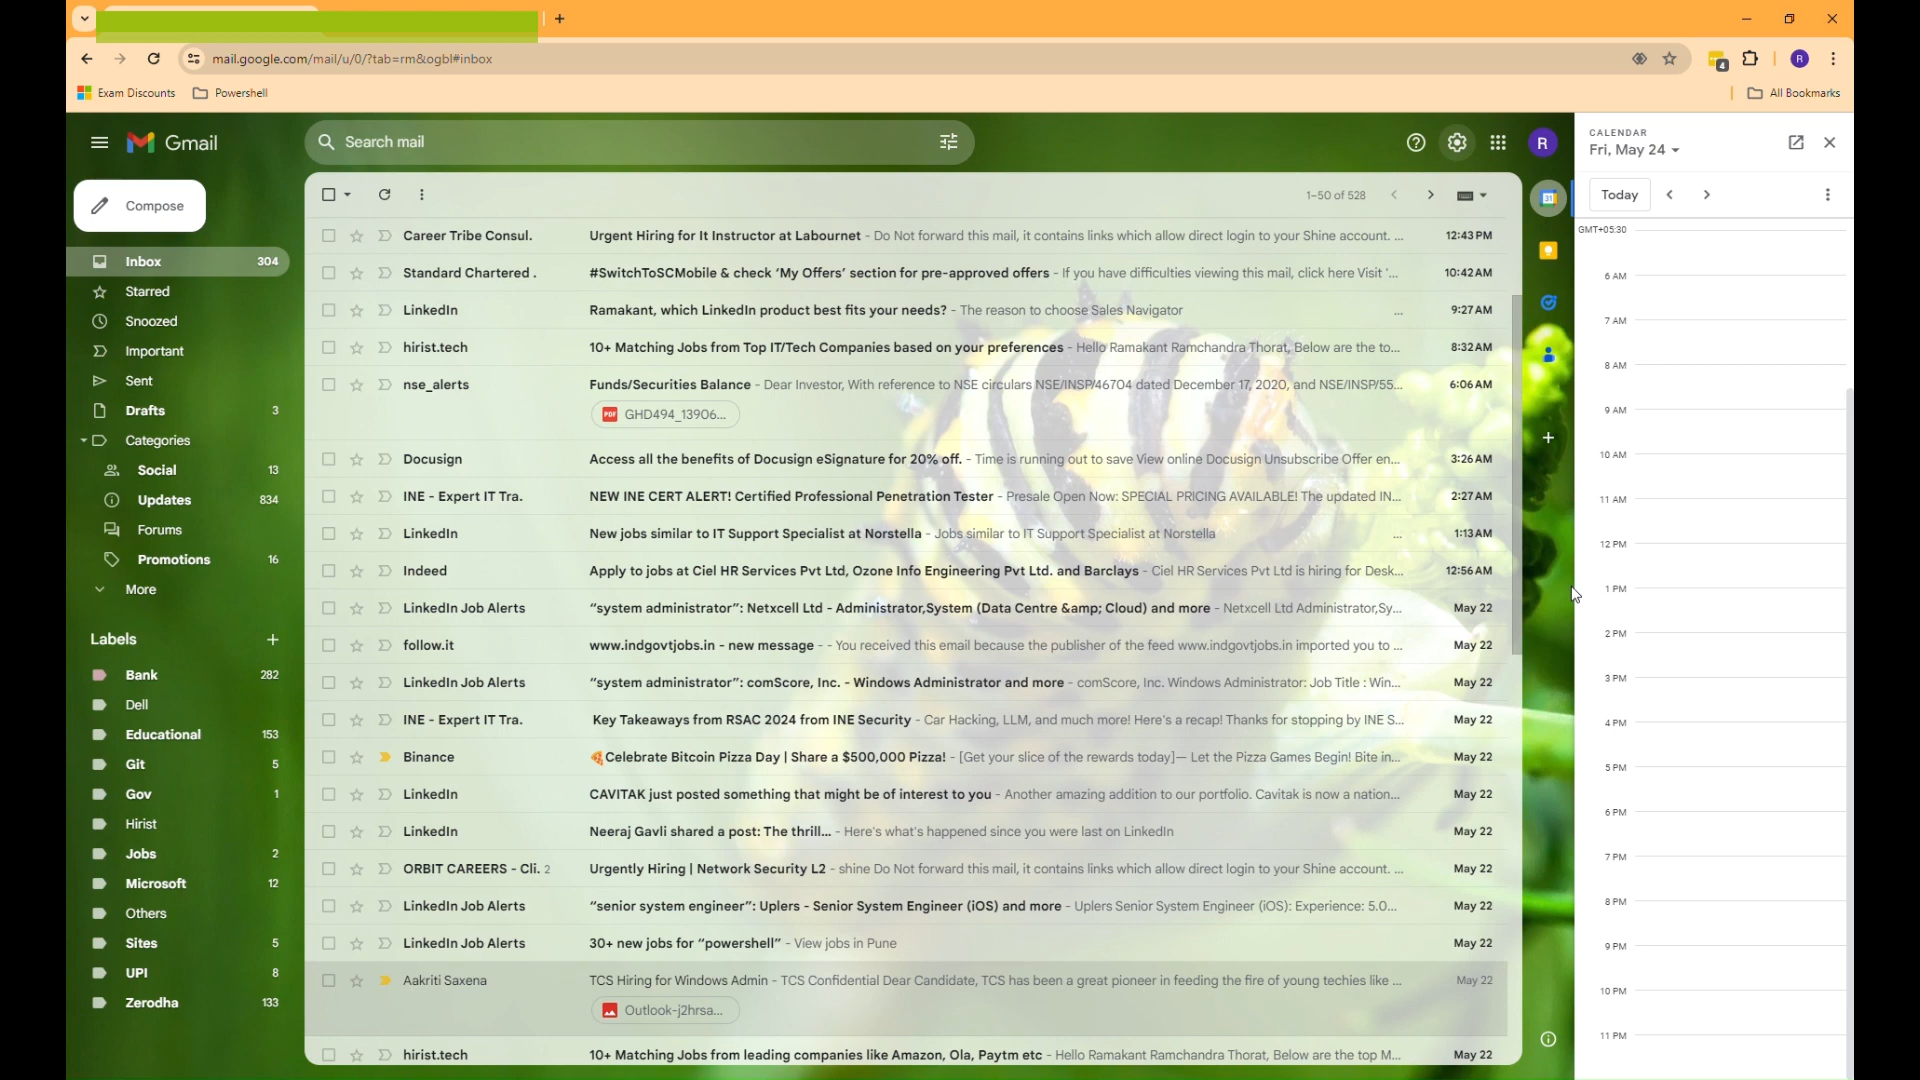 mail.google.com/mail/u/0/?tab=rm&ogbl#inbox
4
R
Exam Discounts
Powershell
All Bookmarks
Gmail
Search mail
R
CALENDAR
Fri, May 24
Compose
1–50 of 528
31
Today
GMT+05:30
Inbox 304
Starred
Snoozed
Important
Sent
Drafts 3
Categories
Social 13
Updates 834
Forums
Promotions 16
More
Labels
Bank 282
Dell
Educational 153
Git 5
Gov 1
Hirist
Jobs 2
Microsoft 12
Others
Sites 5
UPI 8
Zerodha 133
Career Tribe Consul. Urgent Hiring for It Instructor at Labournet - Do Not forward this mail, it contains links which allow direct login to your Shine account. ... 12:43 PM
Standard Chartered . #SwitchToSCMobile & check ‘My Offers’ section for pre-approved offers - If you have difficulties viewing this mail, click here Visit '... 10:42 AM
LinkedIn Ramakant, which LinkedIn product best fits your needs? - The reason to choose Sales Navigator ... 9:27 AM
hirist.tech 10+ Matching Jobs from Top IT/Tech Companies based on your preferences - Hello Ramakant Ramchandra Thorat, Below are the to... 8:32 AM
nse_alerts Funds/Securities Balance - Dear Investor, With reference to NSE circulars NSE/INSP/46704 dated December 17, 2020, and NSE/INSP/55... 6:06 AM
PDF GHD494_13906...
Docusign Access all the benefits of Docusign eSignature for 20% off. - Time is running out to save View online Docusign Unsubscribe Offer en... 3:26 AM
INE - Expert IT Tra. NEW INE CERT ALERT! Certified Professional Penetration Tester - Presale Open Now: SPECIAL PRICING AVAILABLE! The updated IN... 2:27 AM
LinkedIn New jobs similar to IT Support Specialist at Norstella - Jobs similar to IT Support Specialist at Norstella ... 1:13 AM
Indeed Apply to jobs at Ciel HR Services Pvt Ltd, Ozone Info Engineering Pvt Ltd. and Barclays - Ciel HR Services Pvt Ltd is hiring for Desk... 12:56 AM
LinkedIn Job Alerts “system administrator”: Netxcell Ltd - Administrator,System (Data Centre &amp; Cloud) and more - Netxcell Ltd Administrator,Sy... May 22
follow.it www.indgovtjobs.in - new message - - You received this email because the publisher of the feed www.indgovtjobs.in imported you to ... May 22
LinkedIn Job Alerts “system administrator”: comScore, Inc. - Windows Administrator and more - comScore, Inc. Windows Administrator: Job Title : Win... May 22
INE - Expert IT Tra. Key Takeaways from RSAC 2024 from INE Security - Car Hacking, LLM, and much more! Here's a recap! Thanks for stopping by INE S... May 22
Binance 🍕Celebrate Bitcoin Pizza Day | Share a $500,000 Pizza! - [Get your slice of the rewards today]— Let the Pizza Games Begin! Bite in... May 22
LinkedIn CAVITAK just posted something that might be of interest to you - Another amazing addition to our portfolio. Cavitak is now a nation... May 22
LinkedIn Neeraj Gavli shared a post: The thrill... - Here's what's happened since you were last on LinkedIn May 22
ORBIT CAREERS - Cli. 2 Urgently Hiring | Network Security L2 - shine Do Not forward this mail, it contains links which allow direct login to your Shine account. ... May 22
LinkedIn Job Alerts “senior system engineer”: Uplers - Senior System Engineer (iOS) and more - Uplers Senior System Engineer (iOS): Experience: 5.0... May 22
LinkedIn Job Alerts 30+ new jobs for “powershell” - View jobs in Pune May 22
Aakriti Saxena TCS Hiring for Windows Admin - TCS Confidential Dear Candidate, TCS has been a great pioneer in feeding the fire of young techies like ... May 22
Outlook-j2hrsa...
hirist.tech 10+ Matching Jobs from leading companies like Amazon, Ola, Paytm etc - Hello Ramakant Ramchandra Thorat, Below are the top M... May 22
6 AM
7 AM
8 AM
9 AM
10 AM
11 AM
12 PM
1 PM
2 PM
3 PM
4 PM
5 PM
6 PM
7 PM
8 PM
9 PM
10 PM
11 PM